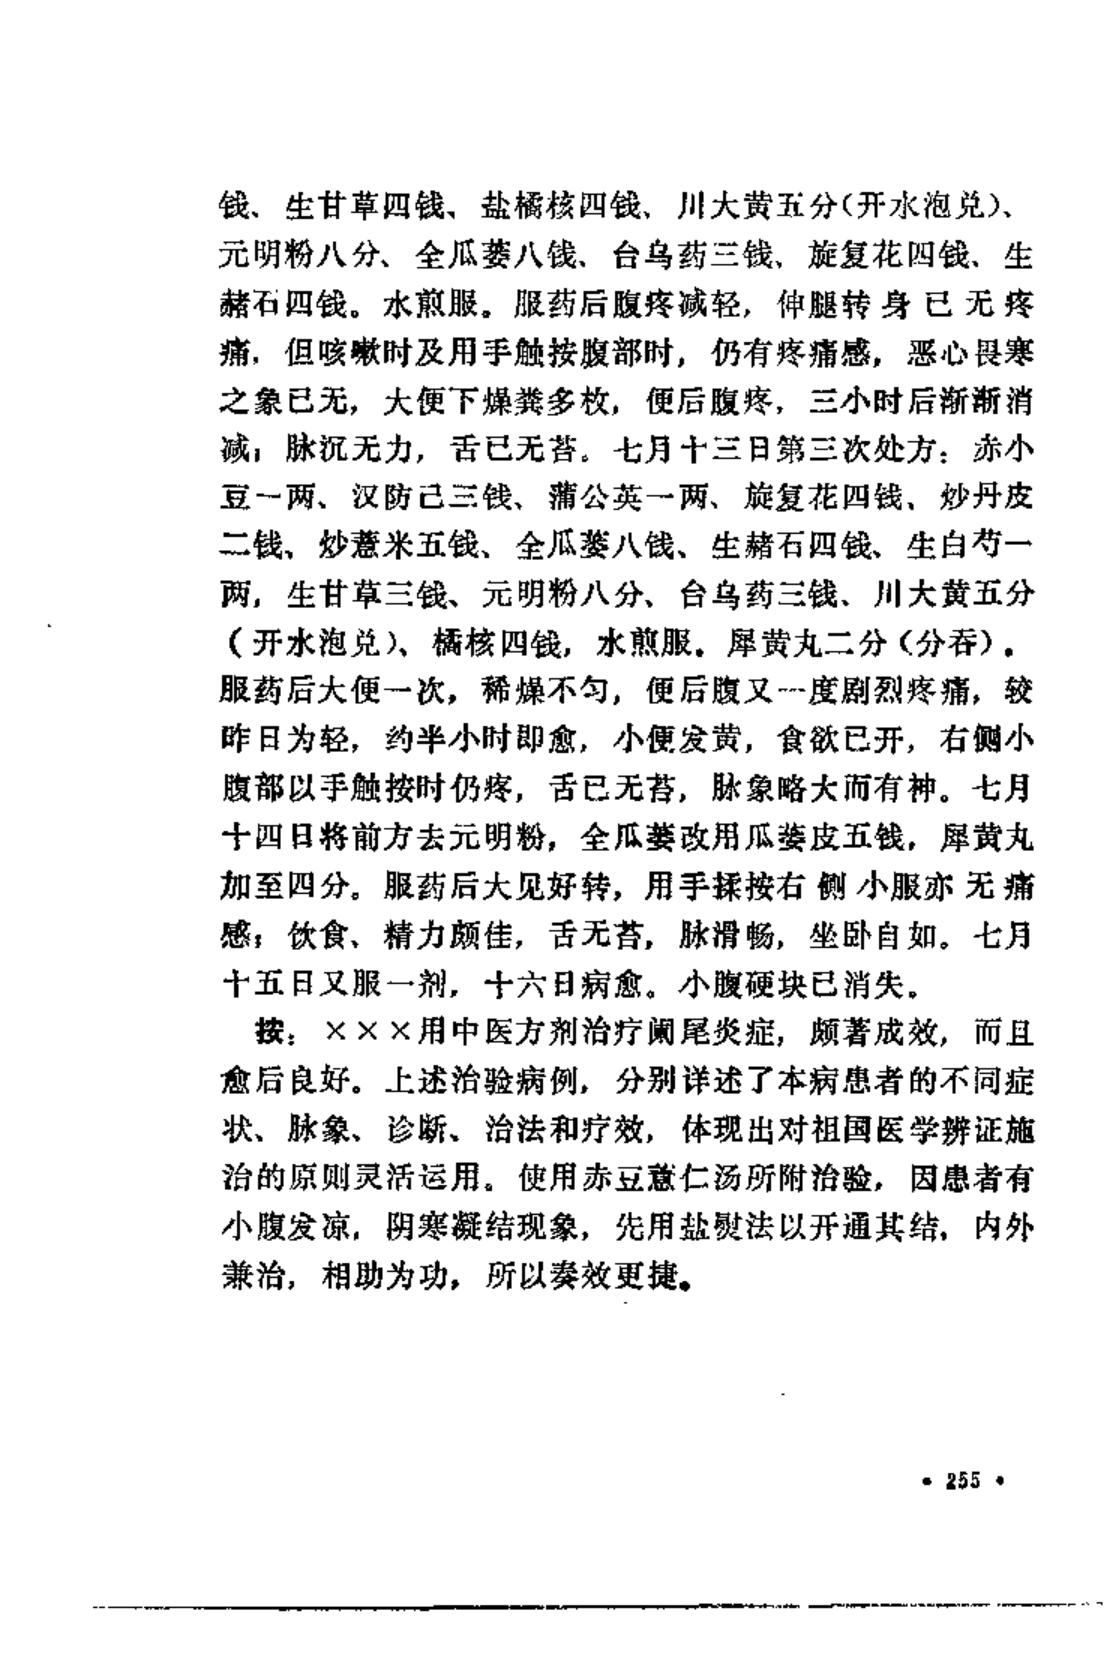 钱、生甘草四钱、盐橘核四钱、川大黄五分(开水泡兑)、
元明粉八分、全瓜蒌八钱、台乌药三钱、旋复花四钱、生
赭石四钱。水煎服。服药后腹疼减轻，伸腿转身已无疼
痛，但咳嗽时及用手触按腹部时，仍有疼痛感，恶心畏寒
之象已无，大便下燥粪多枚，便后腹疼，三小时后渐渐消
减；脉沉无力，舌已无苔。七月十三日第三次处方：赤小
豆一两、汉防己三钱、蒲公英一两、旋复花四钱、炒丹皮
二钱、炒薏米五钱、全瓜蒌八钱、生赭石四钱、生白芍一
两，生甘草三钱、元明粉八分、台乌药三钱、川大黄五分
(开水泡兑)、橘核四钱，水煎服。犀黄丸二分(分吞)。
服药后大便一次，稀燥不匀，便后腹又一度剧烈疼痛，较
昨日为轻，约半小时即愈，小便发黄，食欲已开，右侧小
腹部以手触按时仍疼，舌已无苔，脉象略大而有神。七月
十四日将前方去元明粉，全瓜蒌改用瓜蒌皮五钱，犀黄丸
加至四分。服药后大见好转，用手揉按右侧小服亦无痛
感；饮食、精力颇佳，舌无苔，脉滑畅，坐卧自如。七月
十五日又服一剂，十六日病愈。小腹硬块已消失。
按：×××用中医方剂治疗阑尾炎症，颇著成效，而且
愈后良好。上述治验病例，分别详述了本病患者的不同症
状、脉象、诊断、治法和疗效，体现出对祖国医学辨证施
治的原则灵活运用。使用赤豆薏仁汤所附治验，因患者有
小腹发凉，阴寒凝结现象，先用盐熨法以开通其结，内外
兼治，相助为功，所以奏效更捷。
• 255 •